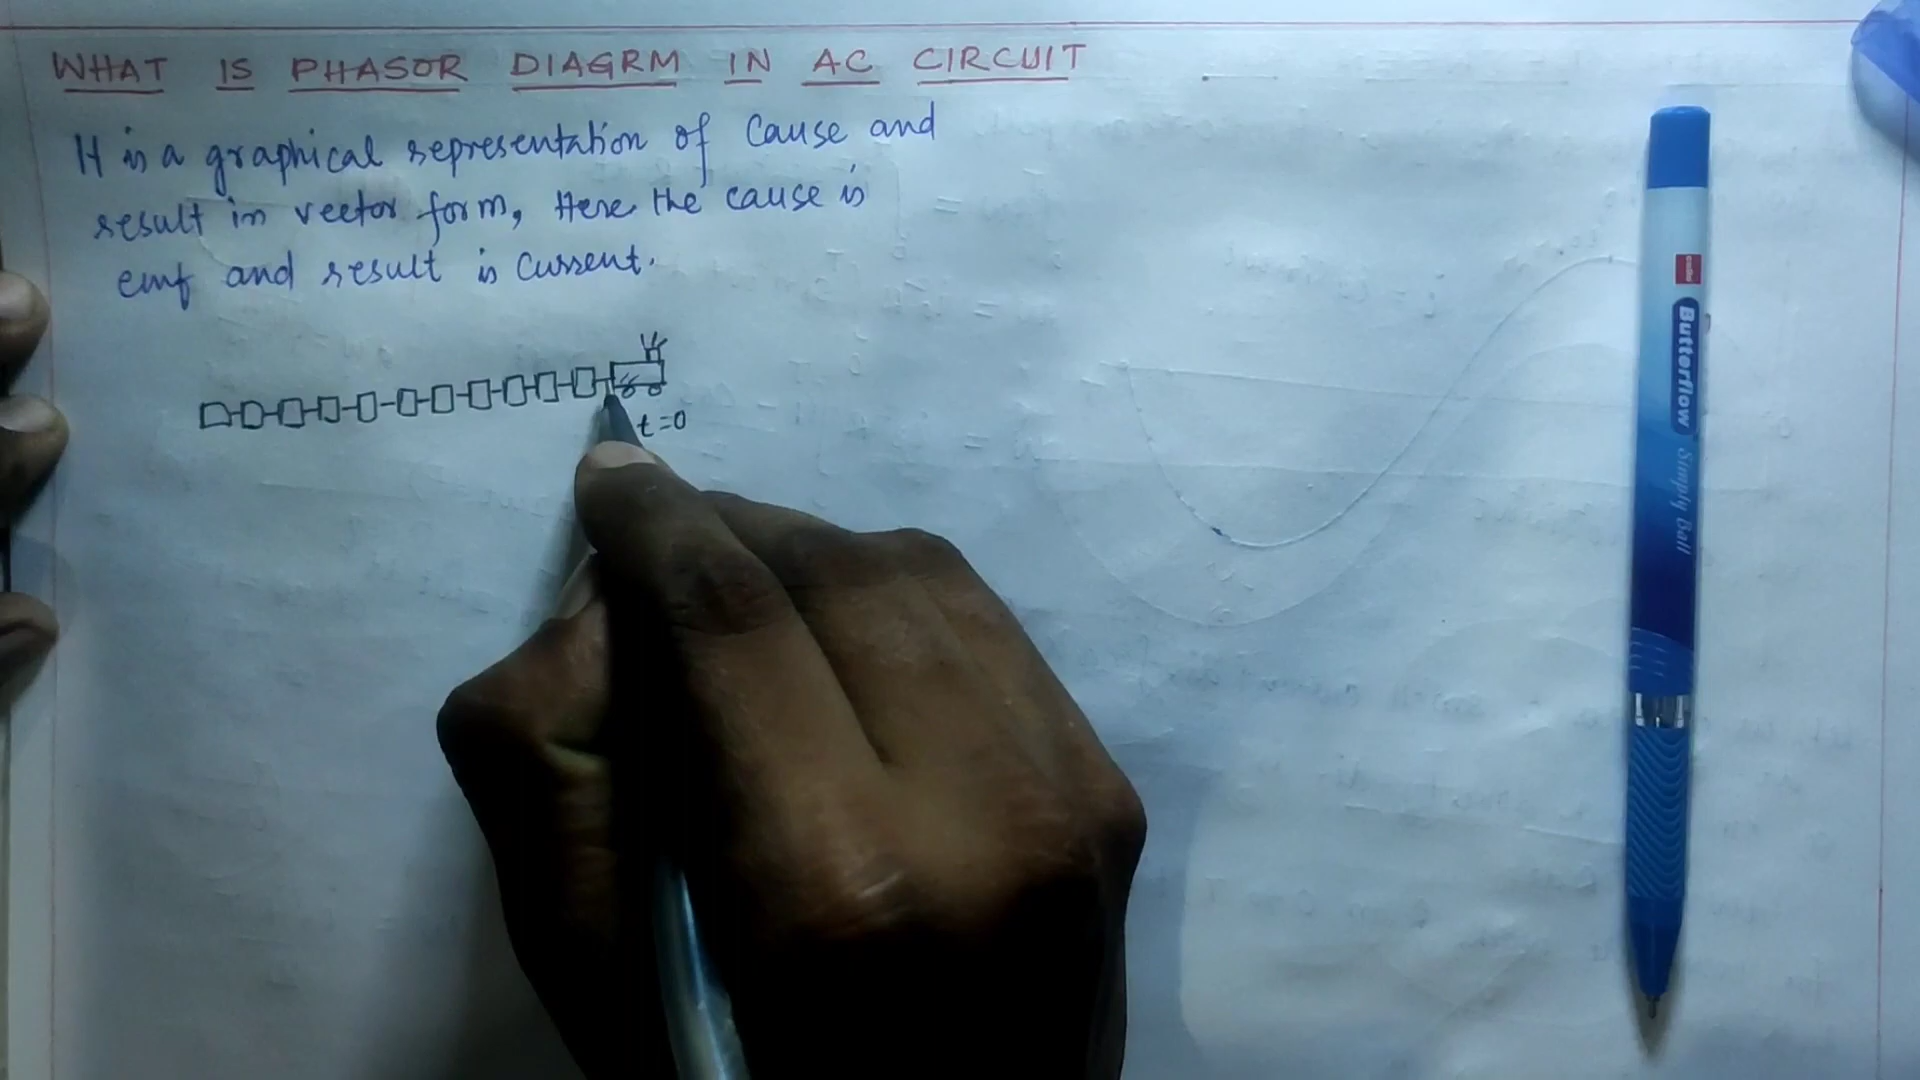 WHAT IS PHASOR DIAGRM IN AC CIRCUIT
It is a graphical representation of Cause and
result in vector form, Here the cause is
emf and result is Current.
t=0
cello
Butterflow
Simply Ball